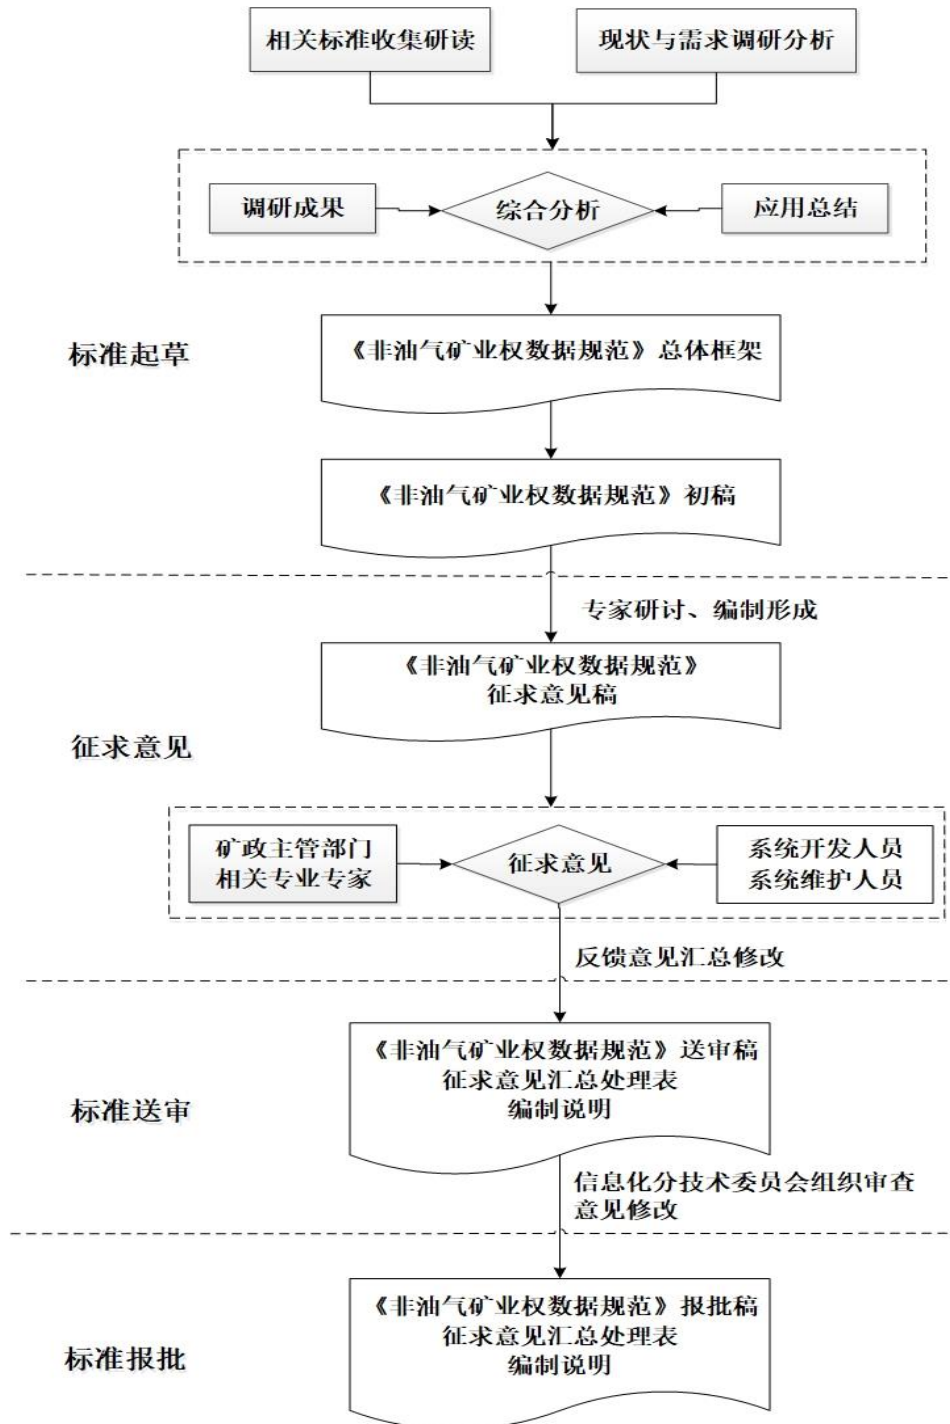 相关标准收集研读
现状与需求调研分析
调研成果
综合分析
应用总结
标准起草
《非油气矿业权数据规范》总体框架
《非油气矿业权数据规范》初稿
专家研讨、编制形成
《非油气矿业权数据规范》
征求意见稿
征求意见
矿政主管部门
相关专业专家
征求意见
系统开发人员
系统维护人员
反馈意见汇总修改
标准送审
《非油气矿业权数据规范》送审稿
征求意见汇总处理表
编制说明
信息化分技术委员会组织审查
意见修改
标准报批
《非油气矿业权数据规范》报批稿
征求意见汇总处理表
编制说明